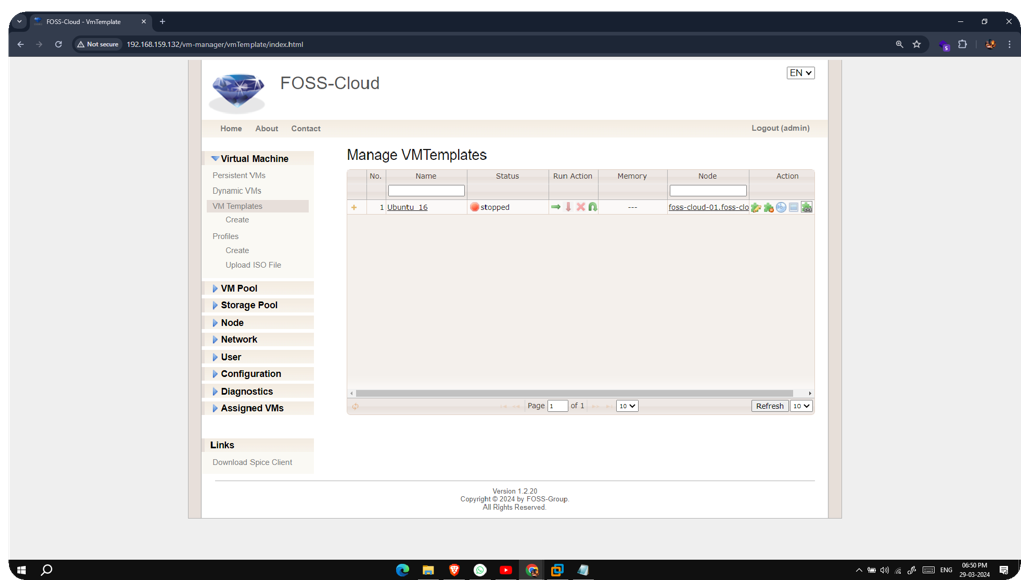 FOSS-Cloud - VmTemplate
Not secure 192.168.159.132/vm-manager/vmTemplate/index.html
FOSS-Cloud
EN
Home About Contact Logout (admin)
Virtual Machine
Persistent VMs
Dynamic VMs
VM Templates
Create
Profiles
Create
Upload ISO File
VM Pool
Storage Pool
Node
Network
User
Configuration
Diagnostics
Assigned VMs
Links
Download Spice Client
Manage VMTemplates
No. Name Status Run Action Memory Node Action
1 Ubuntu_16 stopped --- foss-cloud-01.foss-clo
Page 1 of 1 10 Refresh 10
Version 1.2.20
Copyright © 2024 by FOSS-Group.
All Rights Reserved.
ENG
06:50 PM
29-03-2024